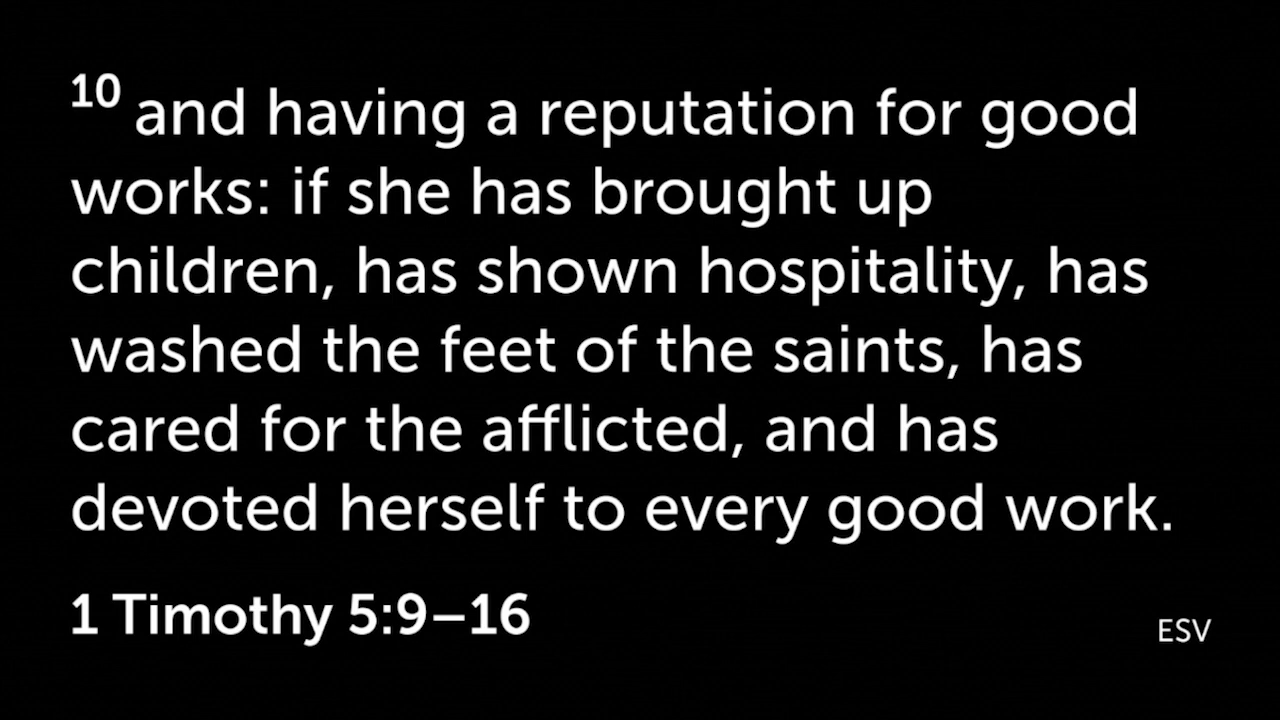 10 and having a reputation for good
works: if she has brought up
children, has shown hospitality, has
washed the feet of the saints, has
cared for the afflicted, and has
devoted herself to every good work.
1 Timothy 5:9–16
ESV